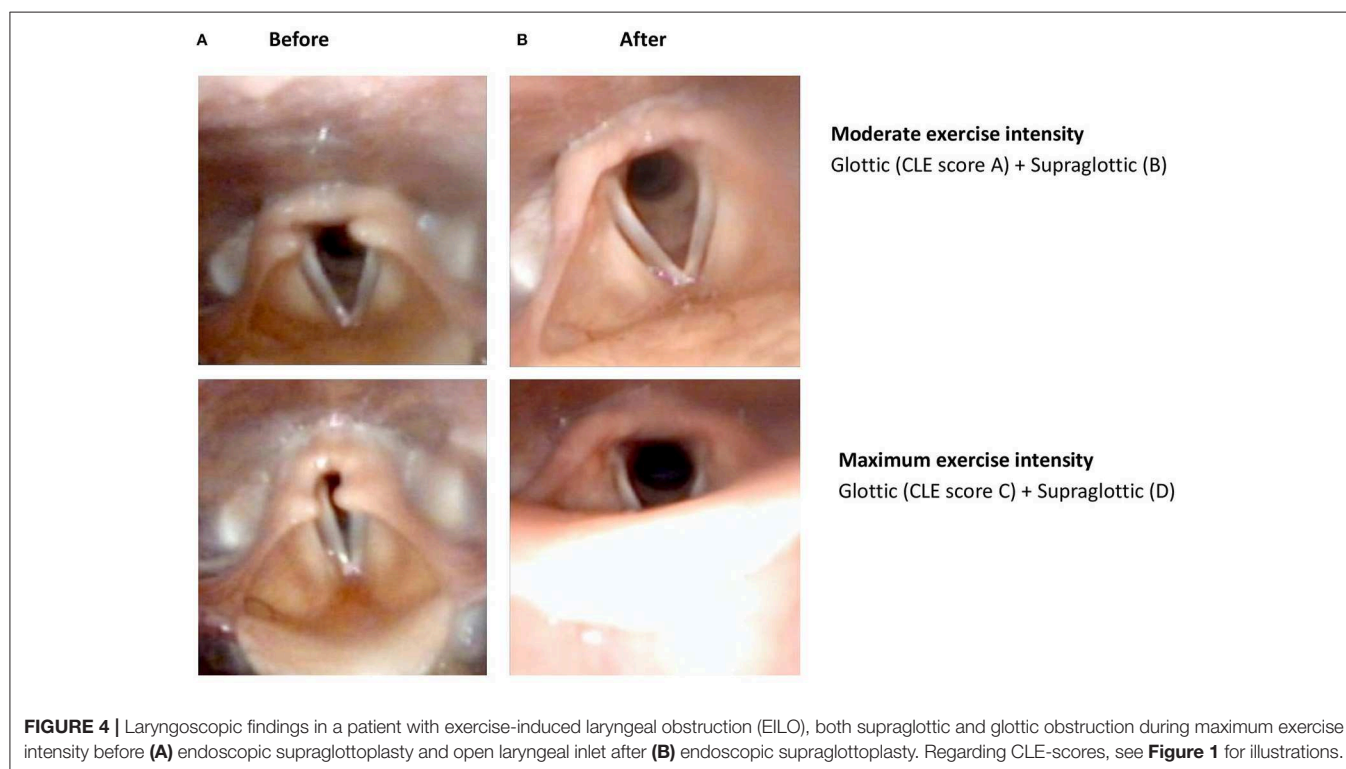 A Before
B After
Moderate exercise intensity
Glottic (CLE score A) + Supraglottic (B)
Maximum exercise intensity
Glottic (CLE score C) + Supraglottic (D)
FIGURE 4 | Laryngoscopic findings in a patient with exercise-induced laryngeal obstruction (EILO), both supraglottic and glottic obstruction during maximum exercise
intensity before (A) endoscopic supraglottoplasty and open laryngeal inlet after (B) endoscopic supraglottoplasty. Regarding CLE-scores, see Figure 1 for illustrations.